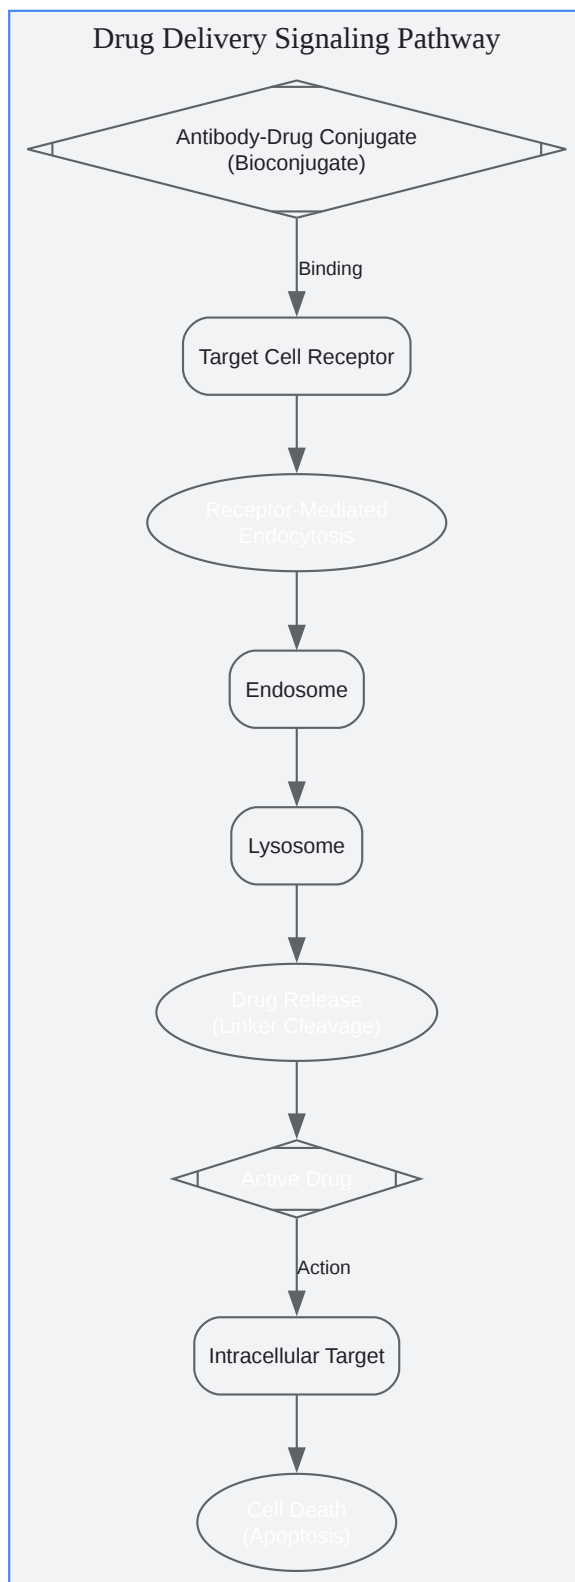 Drug Delivery Signaling Pathway
Antibody-Drug Conjugate
(Bioconjugate)
Binding
Target Cell Receptor
Receptor-Mediated
Endocytosis
Endosome
Lysosome
Drug Release
(Linker Cleavage)
Active Drug
Action
Intracellular Target
Cell Death
(Apoptosis)